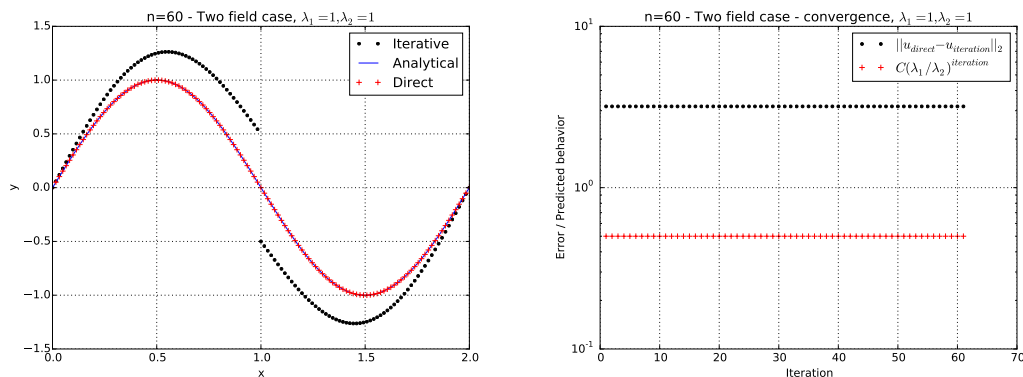 n=60 - Two field case, λ₁=1,λ₂=1
1.5
1.0
0.5
0.0
−0.5
−1.0
−1.5
y
0.0 0.5 1.0 1.5 2.0
x
Iterative
Analytical
Direct
n=60 - Two field case - convergence, λ₁=1,λ₂=1
10¹
10⁰
10⁻¹
Error / Predicted behavior
0 10 20 30 40 50 60 70
Iteration
||u_direct−u_iteration||₂
C(λ₁/λ₂)^iteration